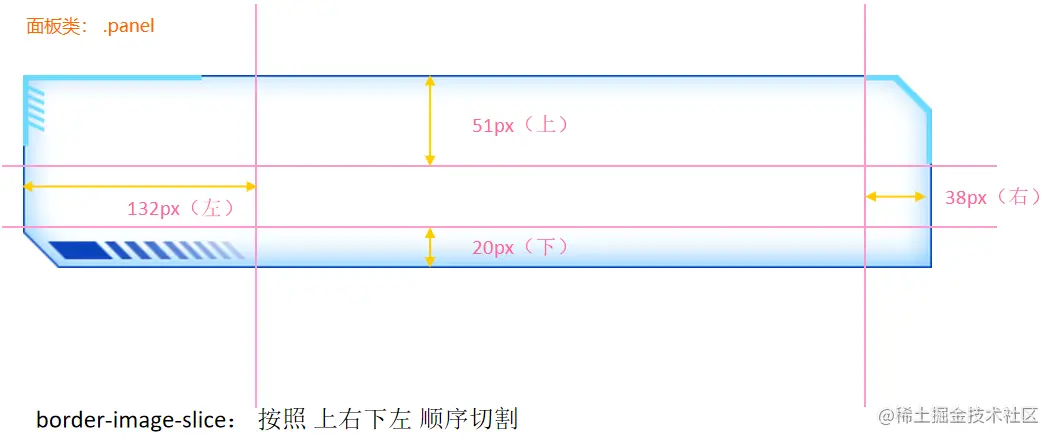 面板类： .panel
51px（上）
132px（左）
38px（右）
20px（下）
border-image-slice： 按照 上右下左 顺序切割
@稀土掘金技术社区